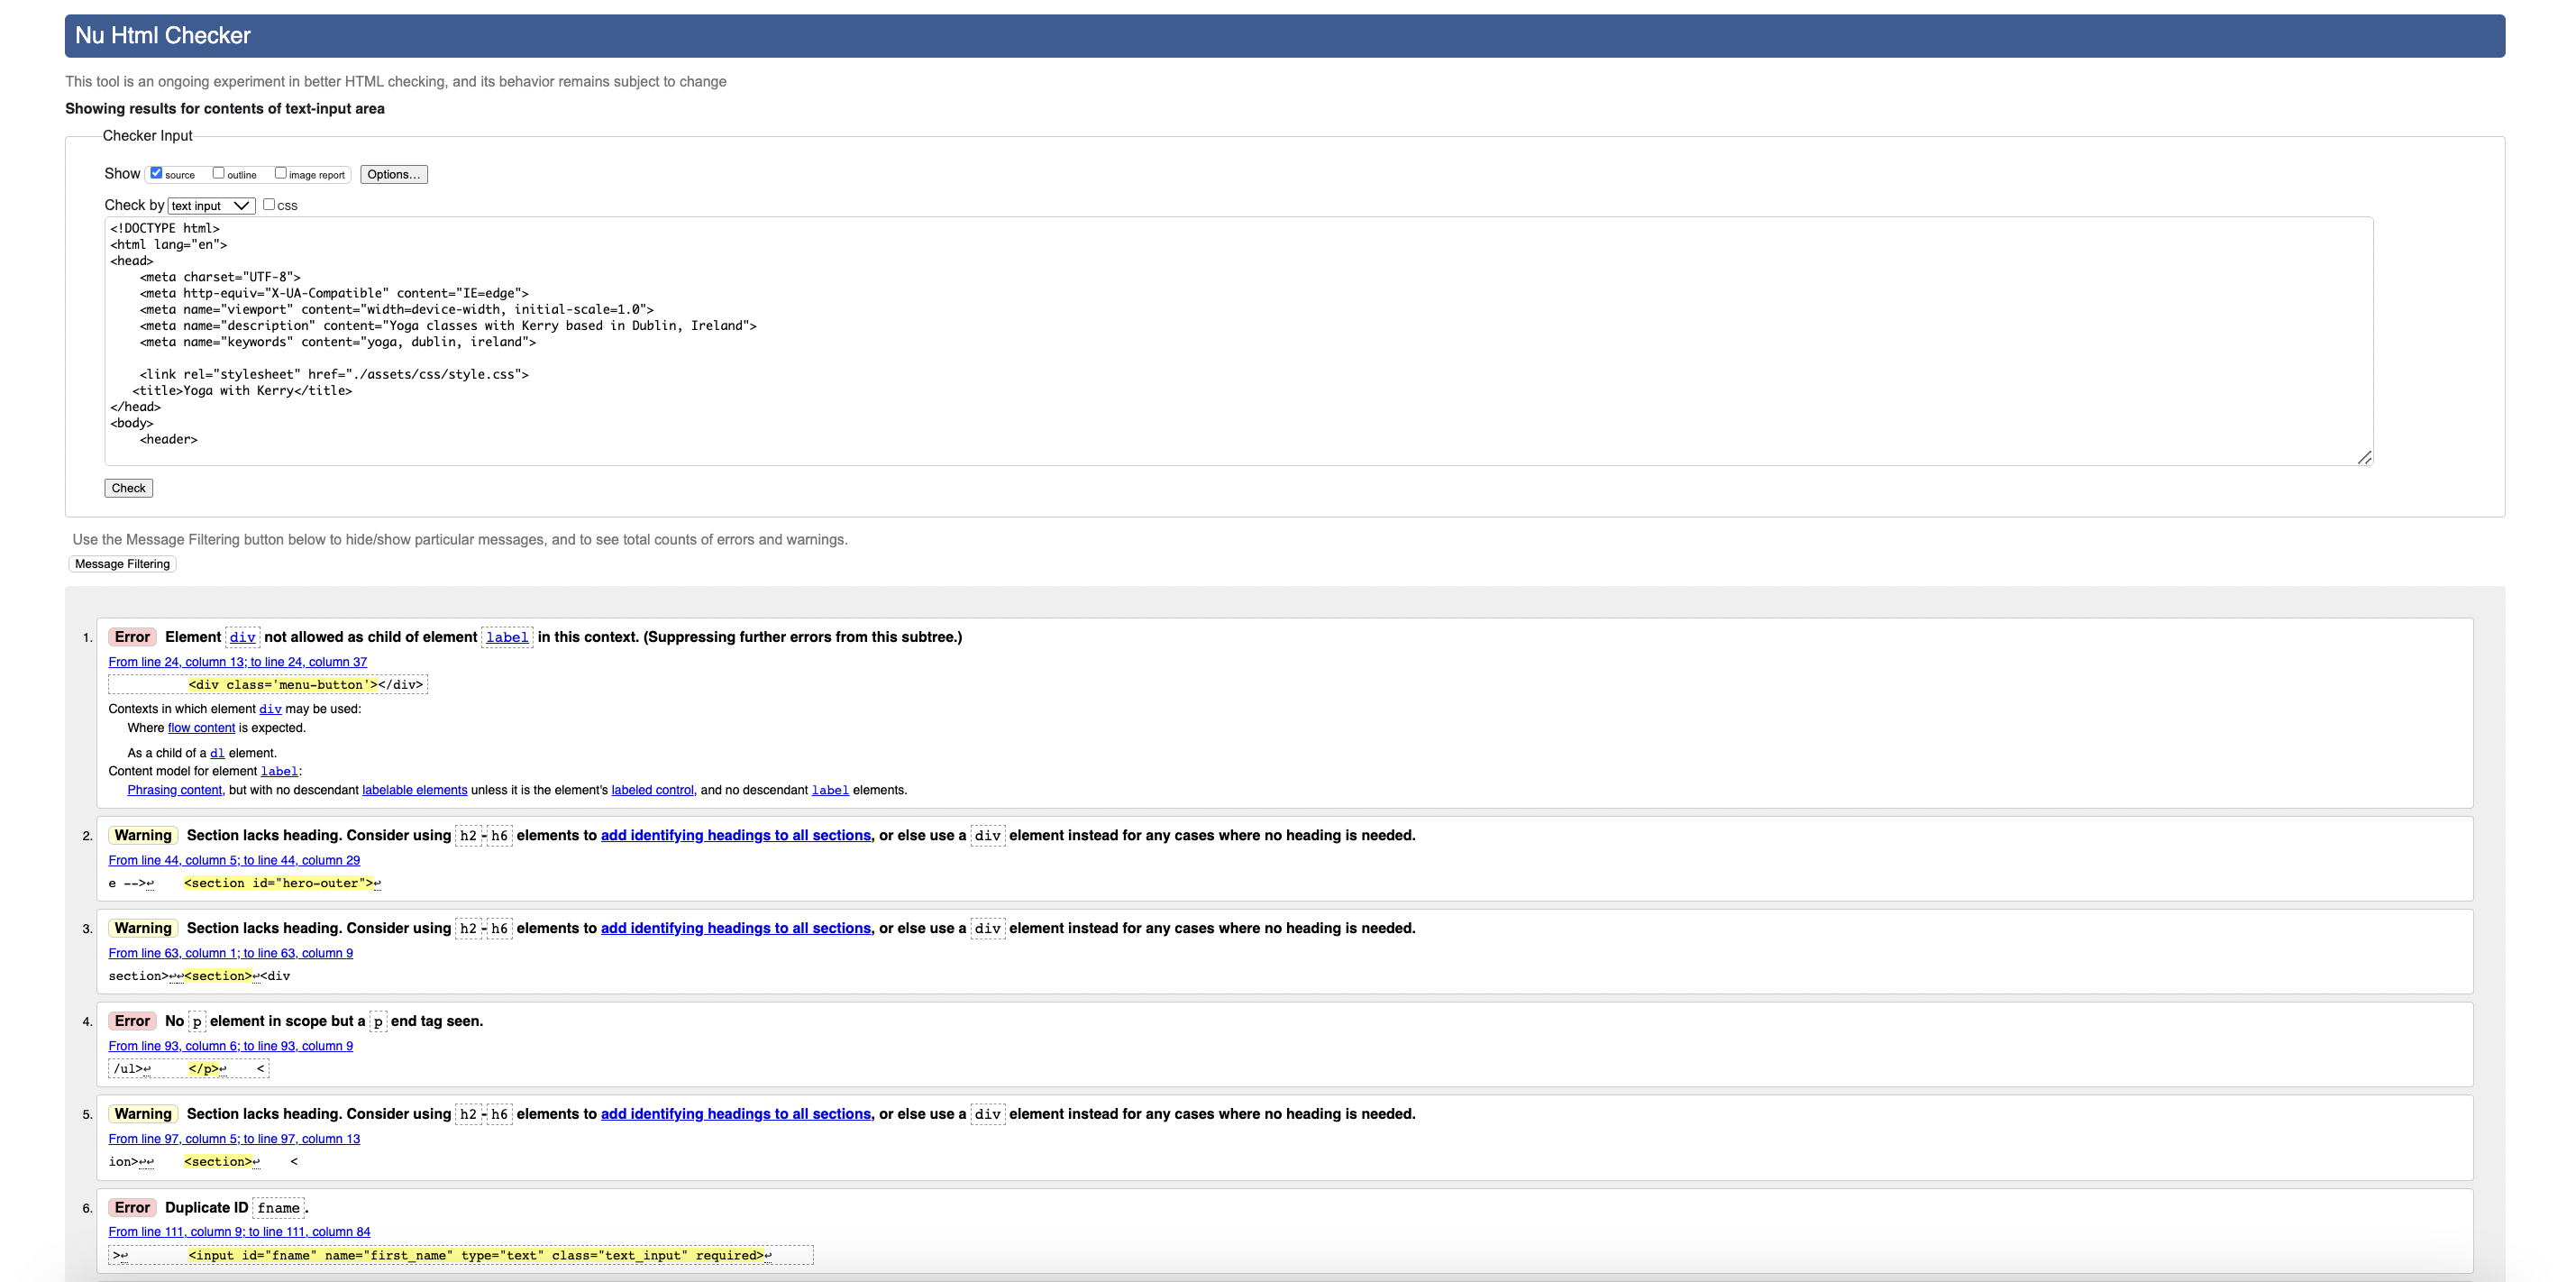 Nu Html Checker
This tool is an ongoing experiment in better HTML checking, and its behavior remains subject to change
Showing results for contents of text-input area
Checker Input
Show source outline image report Options...
Check by text input css
<!DOCTYPE html>
<html lang="en">
<head>
    <meta charset="UTF-8">
    <meta http-equiv="X-UA-Compatible" content="IE=edge">
    <meta name="viewport" content="width=device-width, initial-scale=1.0">
    <meta name="description" content="Yoga classes with Kerry based in Dublin, Ireland">
    <meta name="keywords" content="yoga, dublin, ireland">
    <link rel="stylesheet" href="./assets/css/style.css">
   <title>Yoga with Kerry</title>
</head>
<body>
    <header>
Check
Use the Message Filtering button below to hide/show particular messages, and to see total counts of errors and warnings.
Message Filtering
1. Error Element div not allowed as child of element label in this context. (Suppressing further errors from this subtree.)
From line 24, column 13; to line 24, column 37
<div class='menu-button'></div>
Contexts in which element div may be used:
Where flow content is expected.
As a child of a dl element.
Content model for element label:
Phrasing content, but with no descendant labelable elements unless it is the element's labeled control, and no descendant label elements.
2. Warning Section lacks heading. Consider using h2-h6 elements to add identifying headings to all sections, or else use a div element instead for any cases where no heading is needed.
From line 44, column 5; to line 44, column 29
e -->↩    <section id="hero-outer">↩
3. Warning Section lacks heading. Consider using h2-h6 elements to add identifying headings to all sections, or else use a div element instead for any cases where no heading is needed.
From line 63, column 1; to line 63, column 9
section>↩↩<section>↩<div
4. Error No p element in scope but a p end tag seen.
From line 93, column 6; to line 93, column 9
/ul>↩     </p>↩    <
5. Warning Section lacks heading. Consider using h2-h6 elements to add identifying headings to all sections, or else use a div element instead for any cases where no heading is needed.
From line 97, column 5; to line 97, column 13
ion>↩↩    <section>↩    <
6. Error Duplicate ID fname.
From line 111, column 9; to line 111, column 84
>↩        <input id="fname" name="first_name" type="text" class="text_input" required>↩